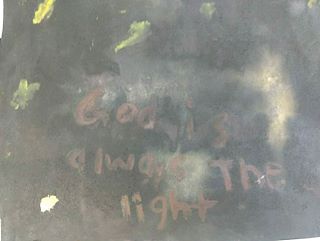 God is
always the
light